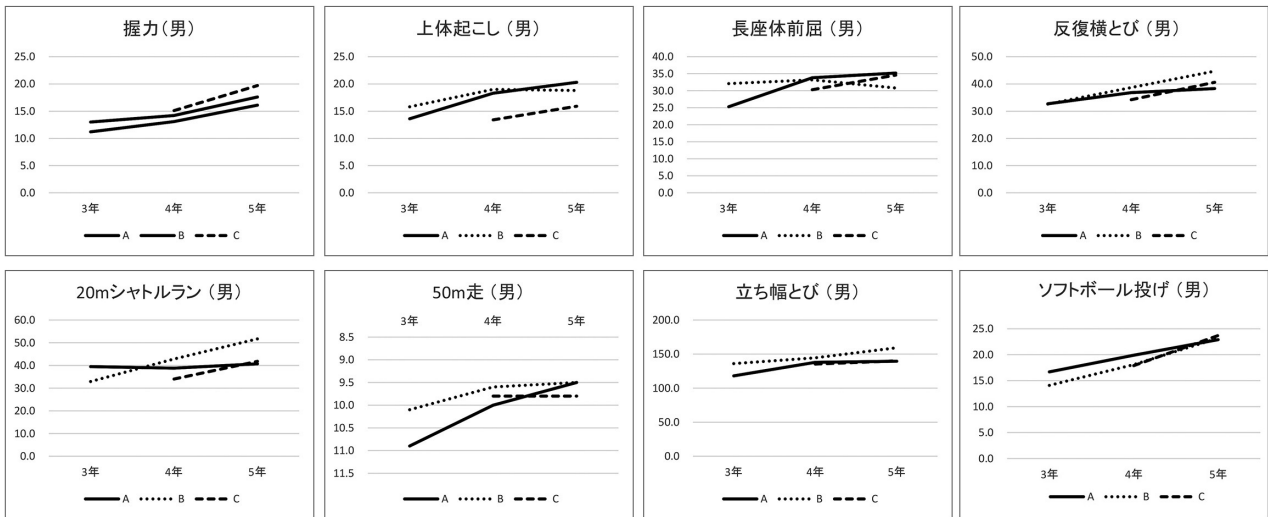 握力(男)
25.0
20.0
15.0
10.0
5.0
0.0
3年 4年 5年
A B C
上体起こし（男）
25.0
20.0
15.0
10.0
5.0
0.0
3年 4年 5年
A B C
長座体前屈（男）
40.0
35.0
30.0
25.0
20.0
15.0
10.0
5.0
0.0
3年 4年 5年
A B C
反復横とび（男）
50.0
40.0
30.0
20.0
10.0
0.0
3年 4年 5年
A B C
20mシャトルラン（男）
60.0
50.0
40.0
30.0
20.0
10.0
0.0
3年 4年 5年
A B C
50m走（男）
3年 4年 5年
8.5
9.0
9.5
10.0
10.5
11.0
11.5
A B C
立ち幅とび（男）
200.0
150.0
100.0
50.0
0.0
3年 4年 5年
A B C
ソフトボール投げ（男）
25.0
20.0
15.0
10.0
5.0
0.0
3年 4年 5年
A B C